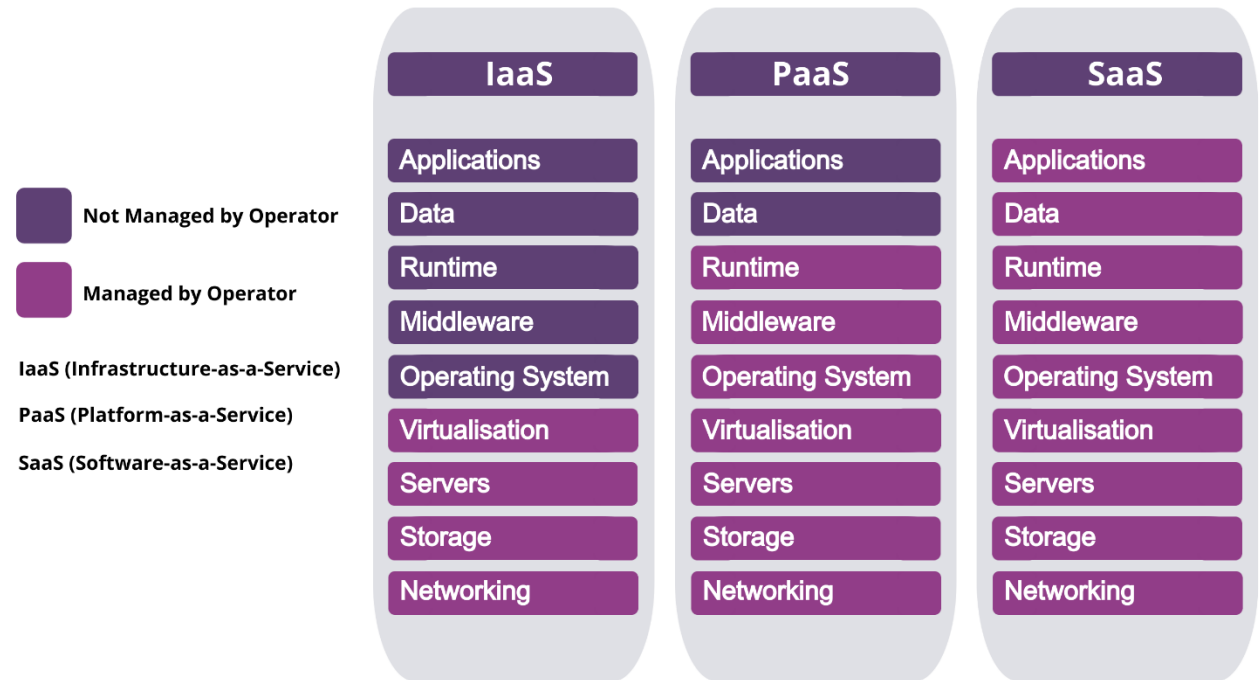 Not Managed by Operator
Managed by Operator
IaaS (Infrastructure-as-a-Service)
PaaS (Platform-as-a-Service)
SaaS (Software-as-a-Service)
IaaS
Applications
Data
Runtime
Middleware
Operating System
Virtualisation
Servers
Storage
Networking
PaaS
Applications
Data
Runtime
Middleware
Operating System
Virtualisation
Servers
Storage
Networking
SaaS
Applications
Data
Runtime
Middleware
Operating System
Virtualisation
Servers
Storage
Networking